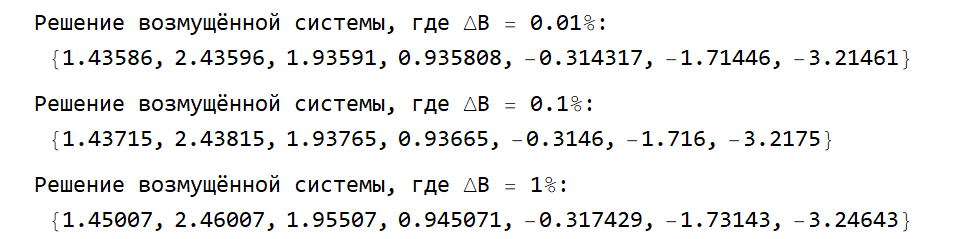 Решение возмущённой системы, где △B = 0.01%:
{1.43586, 2.43596, 1.93591, 0.935808, -0.314317, -1.71446, -3.21461}
Решение возмущённой системы, где △B = 0.1%:
{1.43715, 2.43815, 1.93765, 0.93665, -0.3146, -1.716, -3.2175}
Решение возмущённой системы, где △B = 1%:
{1.45007, 2.46007, 1.95507, 0.945071, -0.317429, -1.73143, -3.24643}